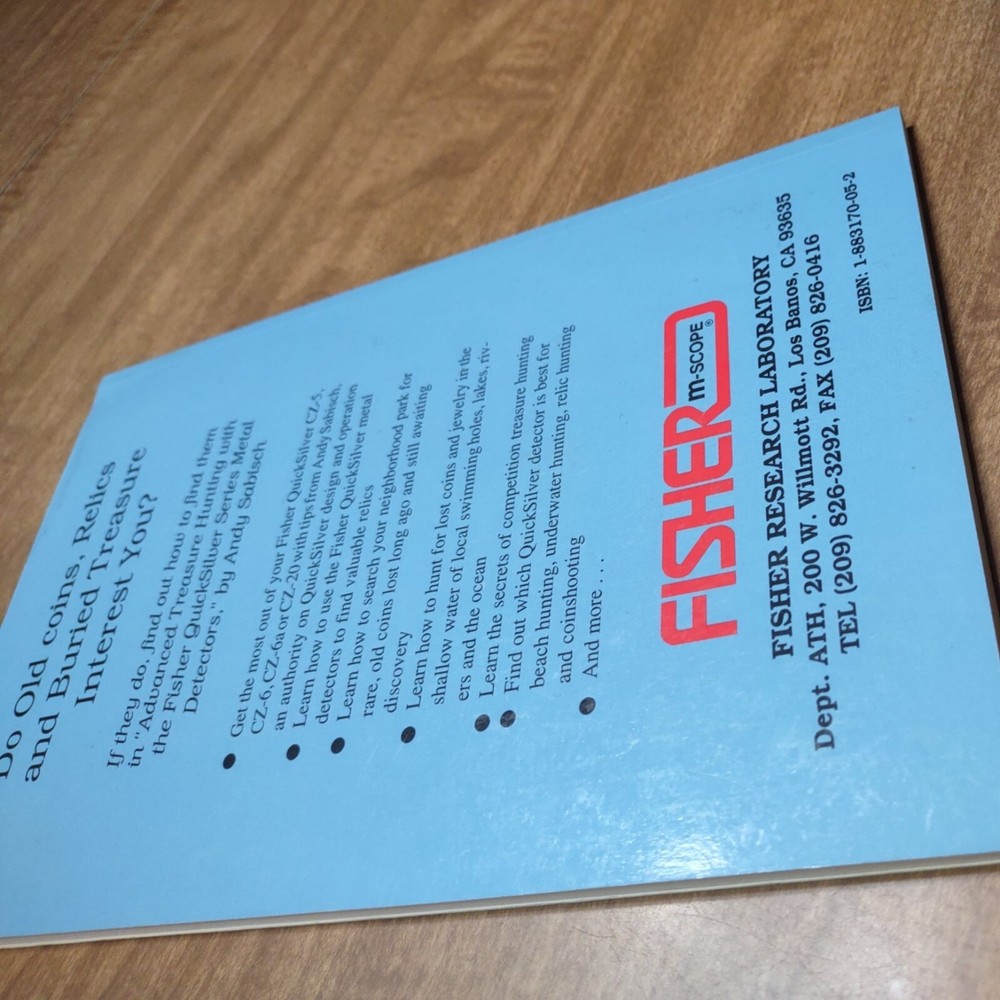 Do Old coins, Relics
and Buried Treasure
Interest You?
If they do, find out how to find them
in "Advanced Treasure Hunting with
the Fisher QuickSilver Series Metal
Detectors," by Andy Sabisch
● Get the most out of your Fisher QuickSilver CZ-5,
CZ-6, CZ-6a or CZ-20 with tips from Andy Sabisch,
an authority on QuickSilver design and operation
● Learn how to use the Fisher QuickSilver metal
detectors to find valuable relics
● Learn how to search your neighborhood park for
rare, old coins lost long ago and still awaiting
discovery
● Learn how to hunt for lost coins and jewelry in the
shallow water of local swimming holes, lakes, riv-
ers and the ocean
● Learn the secrets of competition treasure hunting
● Find out which QuickSilver detector is best for
beach hunting, underwater hunting, relic hunting
and coinshooting
● And more....
FISHER m-SCOPE®
FISHER RESEARCH LABORATORY
Dept. ATH, 200 W. Willmott Rd., Los Banos, CA 93635
TEL (209) 826-3292, FAX (209) 826-0416
ISBN: 1-883170-05-2